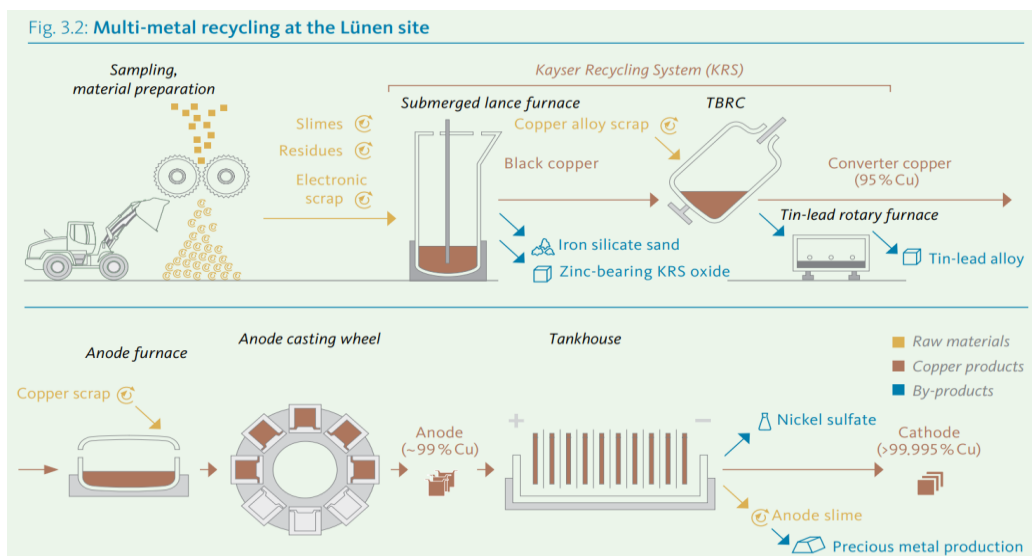 Fig. 3.2: Multi-metal recycling at the Lünen site
Sampling,
material preparation
Kayser Recycling System (KRS)
Submerged lance furnace
TBRC
Slimes
Residues
Electronic
scrap
Copper alloy scrap
Black copper
Converter copper
(95 % Cu)
Iron silicate sand
Zinc-bearing KRS oxide
Tin-lead rotary furnace
Tin-lead alloy
Anode furnace
Anode casting wheel
Tankhouse
Raw materials
Copper products
By-products
Copper scrap
Anode
(~99 % Cu)
+
–
Nickel sulfate
Cathode
(>99.995 % Cu)
Anode slime
Precious metal production